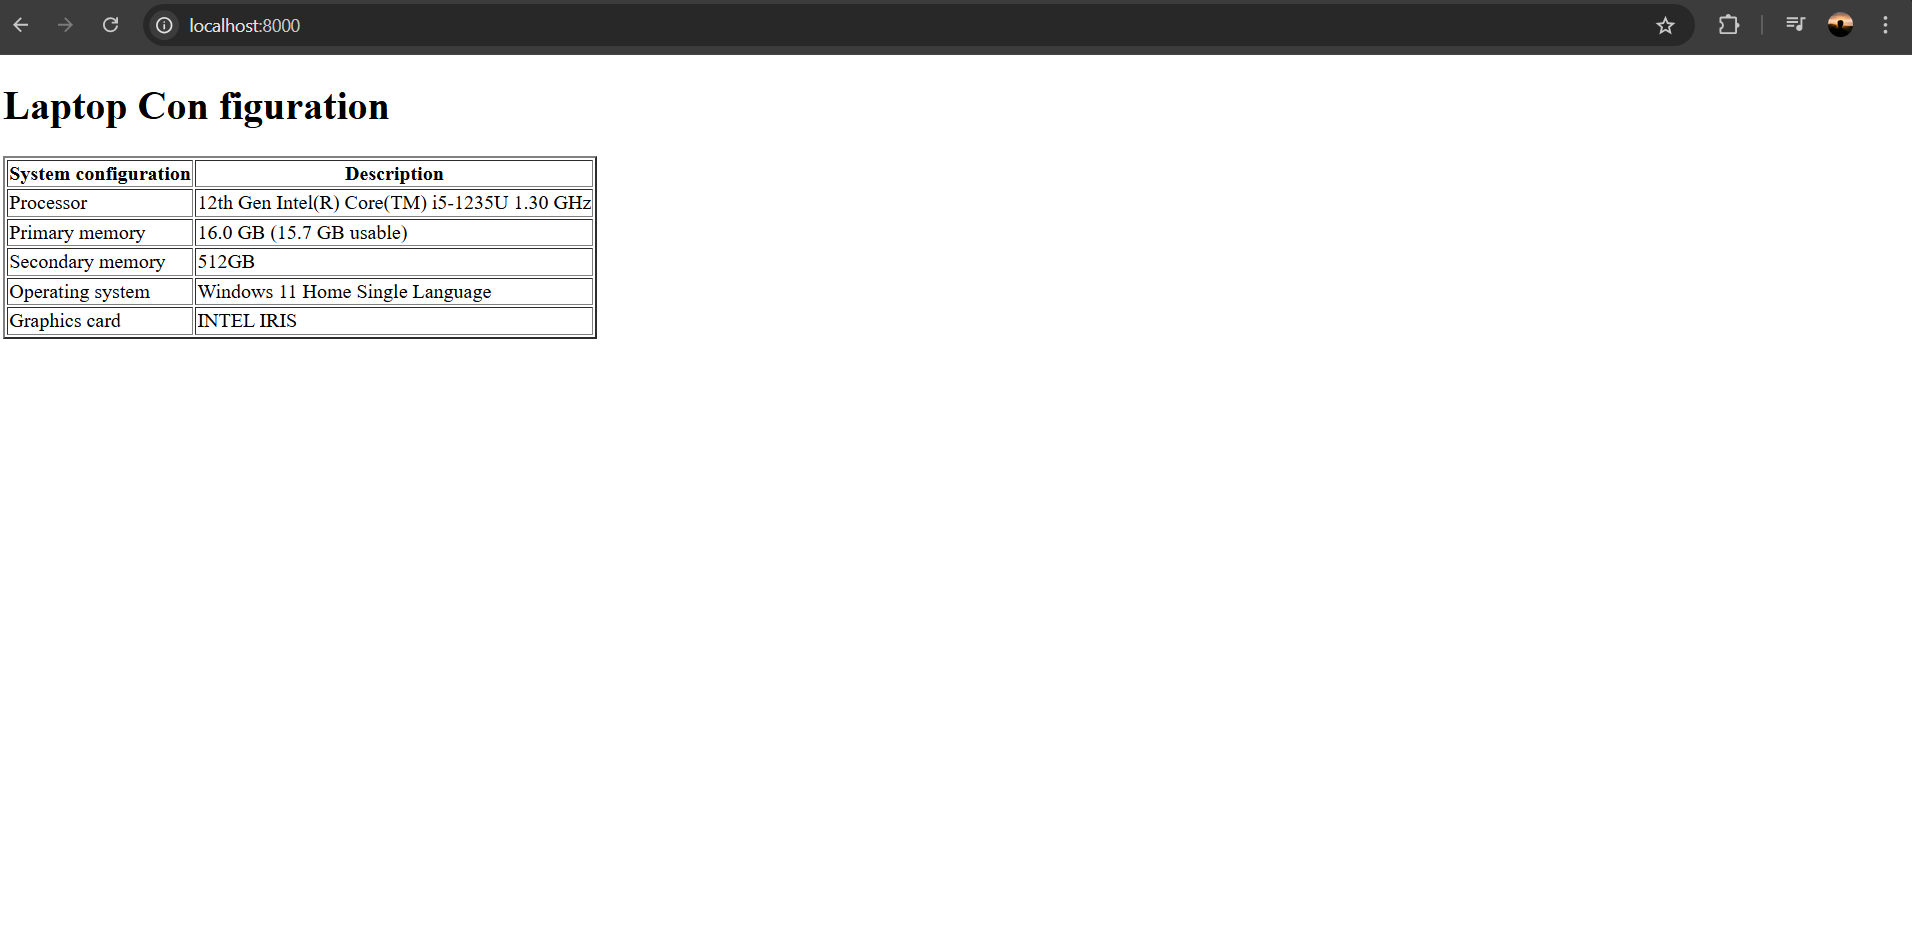 localhost:8000
Laptop Con figuration
System configuration Description
Processor 12th Gen Intel(R) Core(TM) i5-1235U 1.30 GHz
Primary memory 16.0 GB (15.7 GB usable)
Secondary memory 512GB
Operating system Windows 11 Home Single Language
Graphics card INTEL IRIS